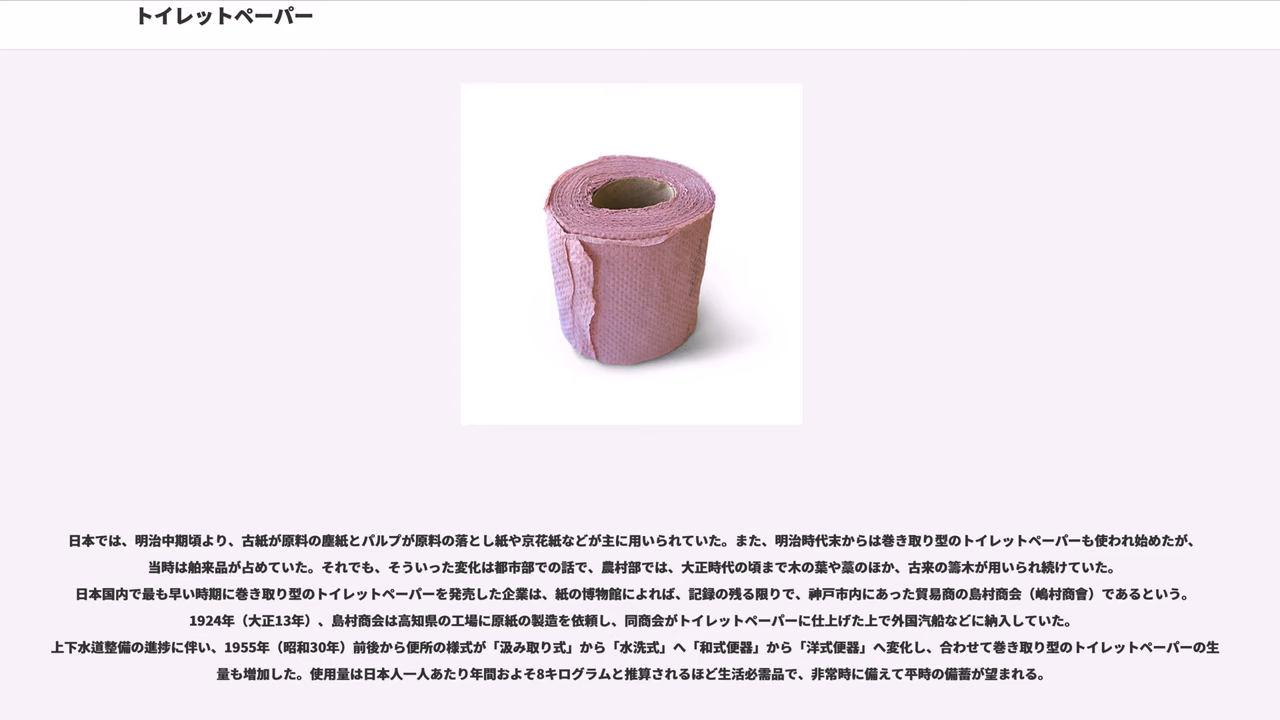 トイレットペーパー
日本では、明治中期頃より、古紙が原料の塵紙とパルプが原料の落とし紙や京花紙などが主に用いられていた。また、明治時代末からは巻き取り型のトイレットペーパーも使われ始めたが、
当時は舶来品が占めていた。それでも、そういった変化は都市部での話で、農村部では、大正時代の頃まで木の葉や藁のほか、古来の籌木が用いられ続けていた。
日本国内で最も早い時期に巻き取り型のトイレットペーパーを発売した企業は、紙の博物館によれば、記録の残る限りで、神戸市内にあった貿易商の島村商会（嶋村商會）であるという。
1924年（大正13年）、島村商会は高知県の工場に原紙の製造を依頼し、同商会がトイレットペーパーに仕上げた上で外国汽船などに納入していた。
上下水道整備の進捗に伴い、1955年（昭和30年）前後から便所の様式が「汲み取り式」から「水洗式」へ「和式便器」から「洋式便器」へ変化し、合わせて巻き取り型のトイレットペーパーの生
量も増加した。使用量は日本人一人あたり年間およそ8キログラムと推算されるほど生活必需品で、非常時に備えて平時の備蓄が望まれる。